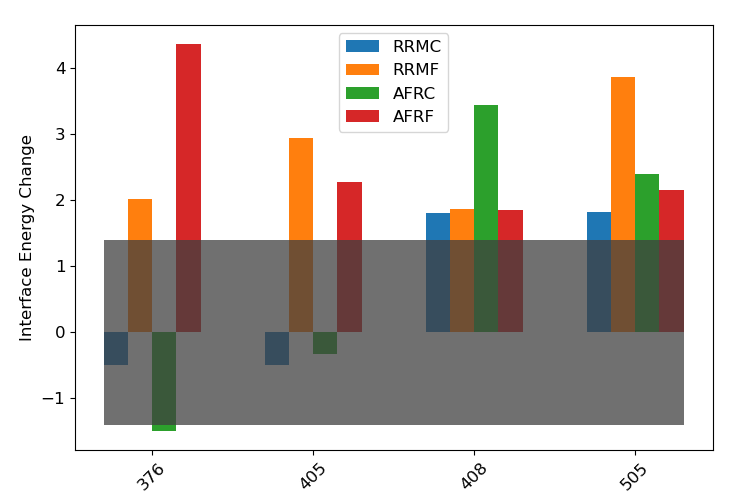 RRMC
RRMF
AFRC
AFRF
Interface Energy Change
4
3
2
1
0
−1
376
405
408
505